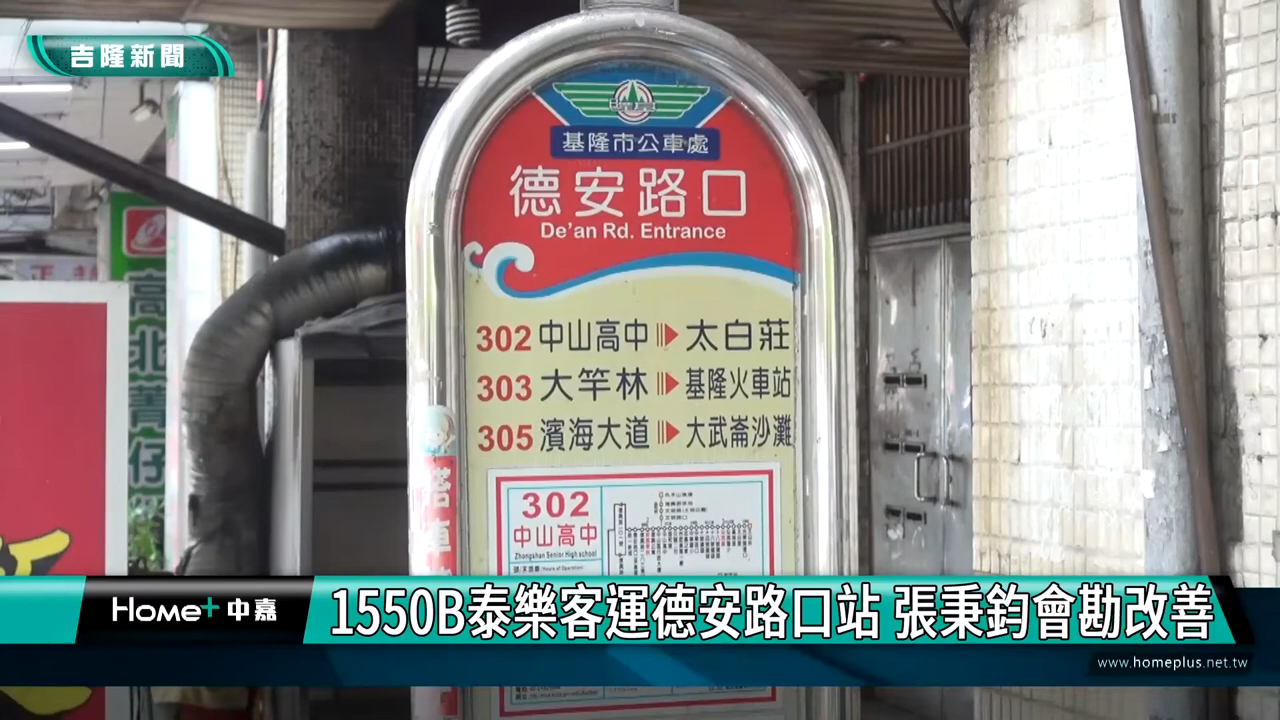 吉隆新聞
基隆市公車處
德安路口
De'an Rd. Entrance
302 中山高中 太白莊
303 大竿林 基隆火車站
305 濱海大道 大武崙沙灘
302
中山高中
Zhongshan Senior High school
高北菁仔
Home+ 中嘉
1550B泰樂客運德安路口站 張秉鈞會勘改善
www.homeplus.net.tw